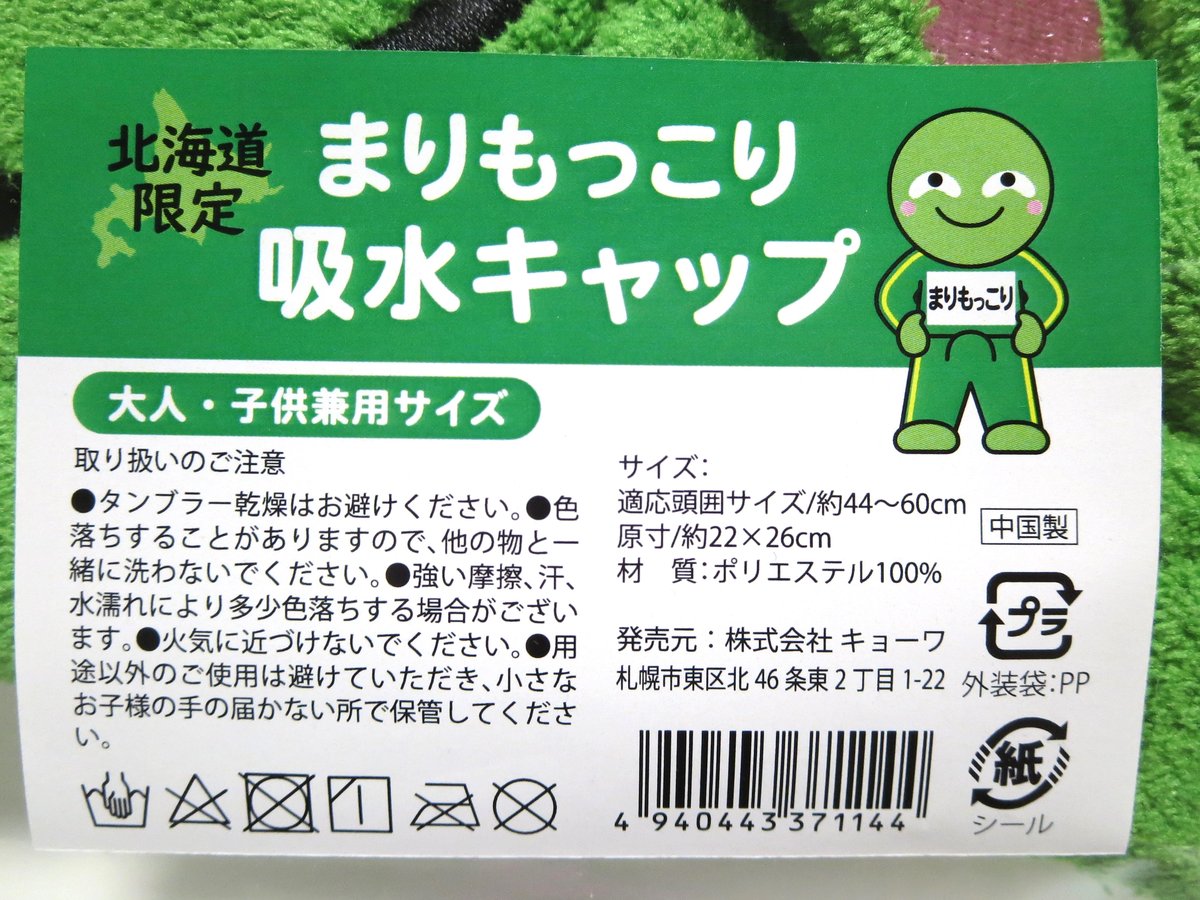 北海道
限定
まりもっこり
吸水キャップ
まりもっこり
大人・子供兼用サイズ
取り扱いのご注意
●タンブラー乾燥はお避けください。●色
落ちすることがありますので、他の物と一
緒に洗わないでください。●強い摩擦、汗、
水濡れにより多少色落ちする場合がござい
ます。●火気に近づけないでください。●用
途以外のご使用は避けていただき、小さな
お子様の手の届かない所で保管してくださ
い。
サイズ：
適応頭囲サイズ/約44～60cm
原寸/約22×26cm
材　質：ポリエステル100%
発売元：株式会社 キョーワ
札幌市東区北 46 条東 2 丁目 1-22
中国製
プラ
外装袋：PP
紙
シール
4 940443 371144